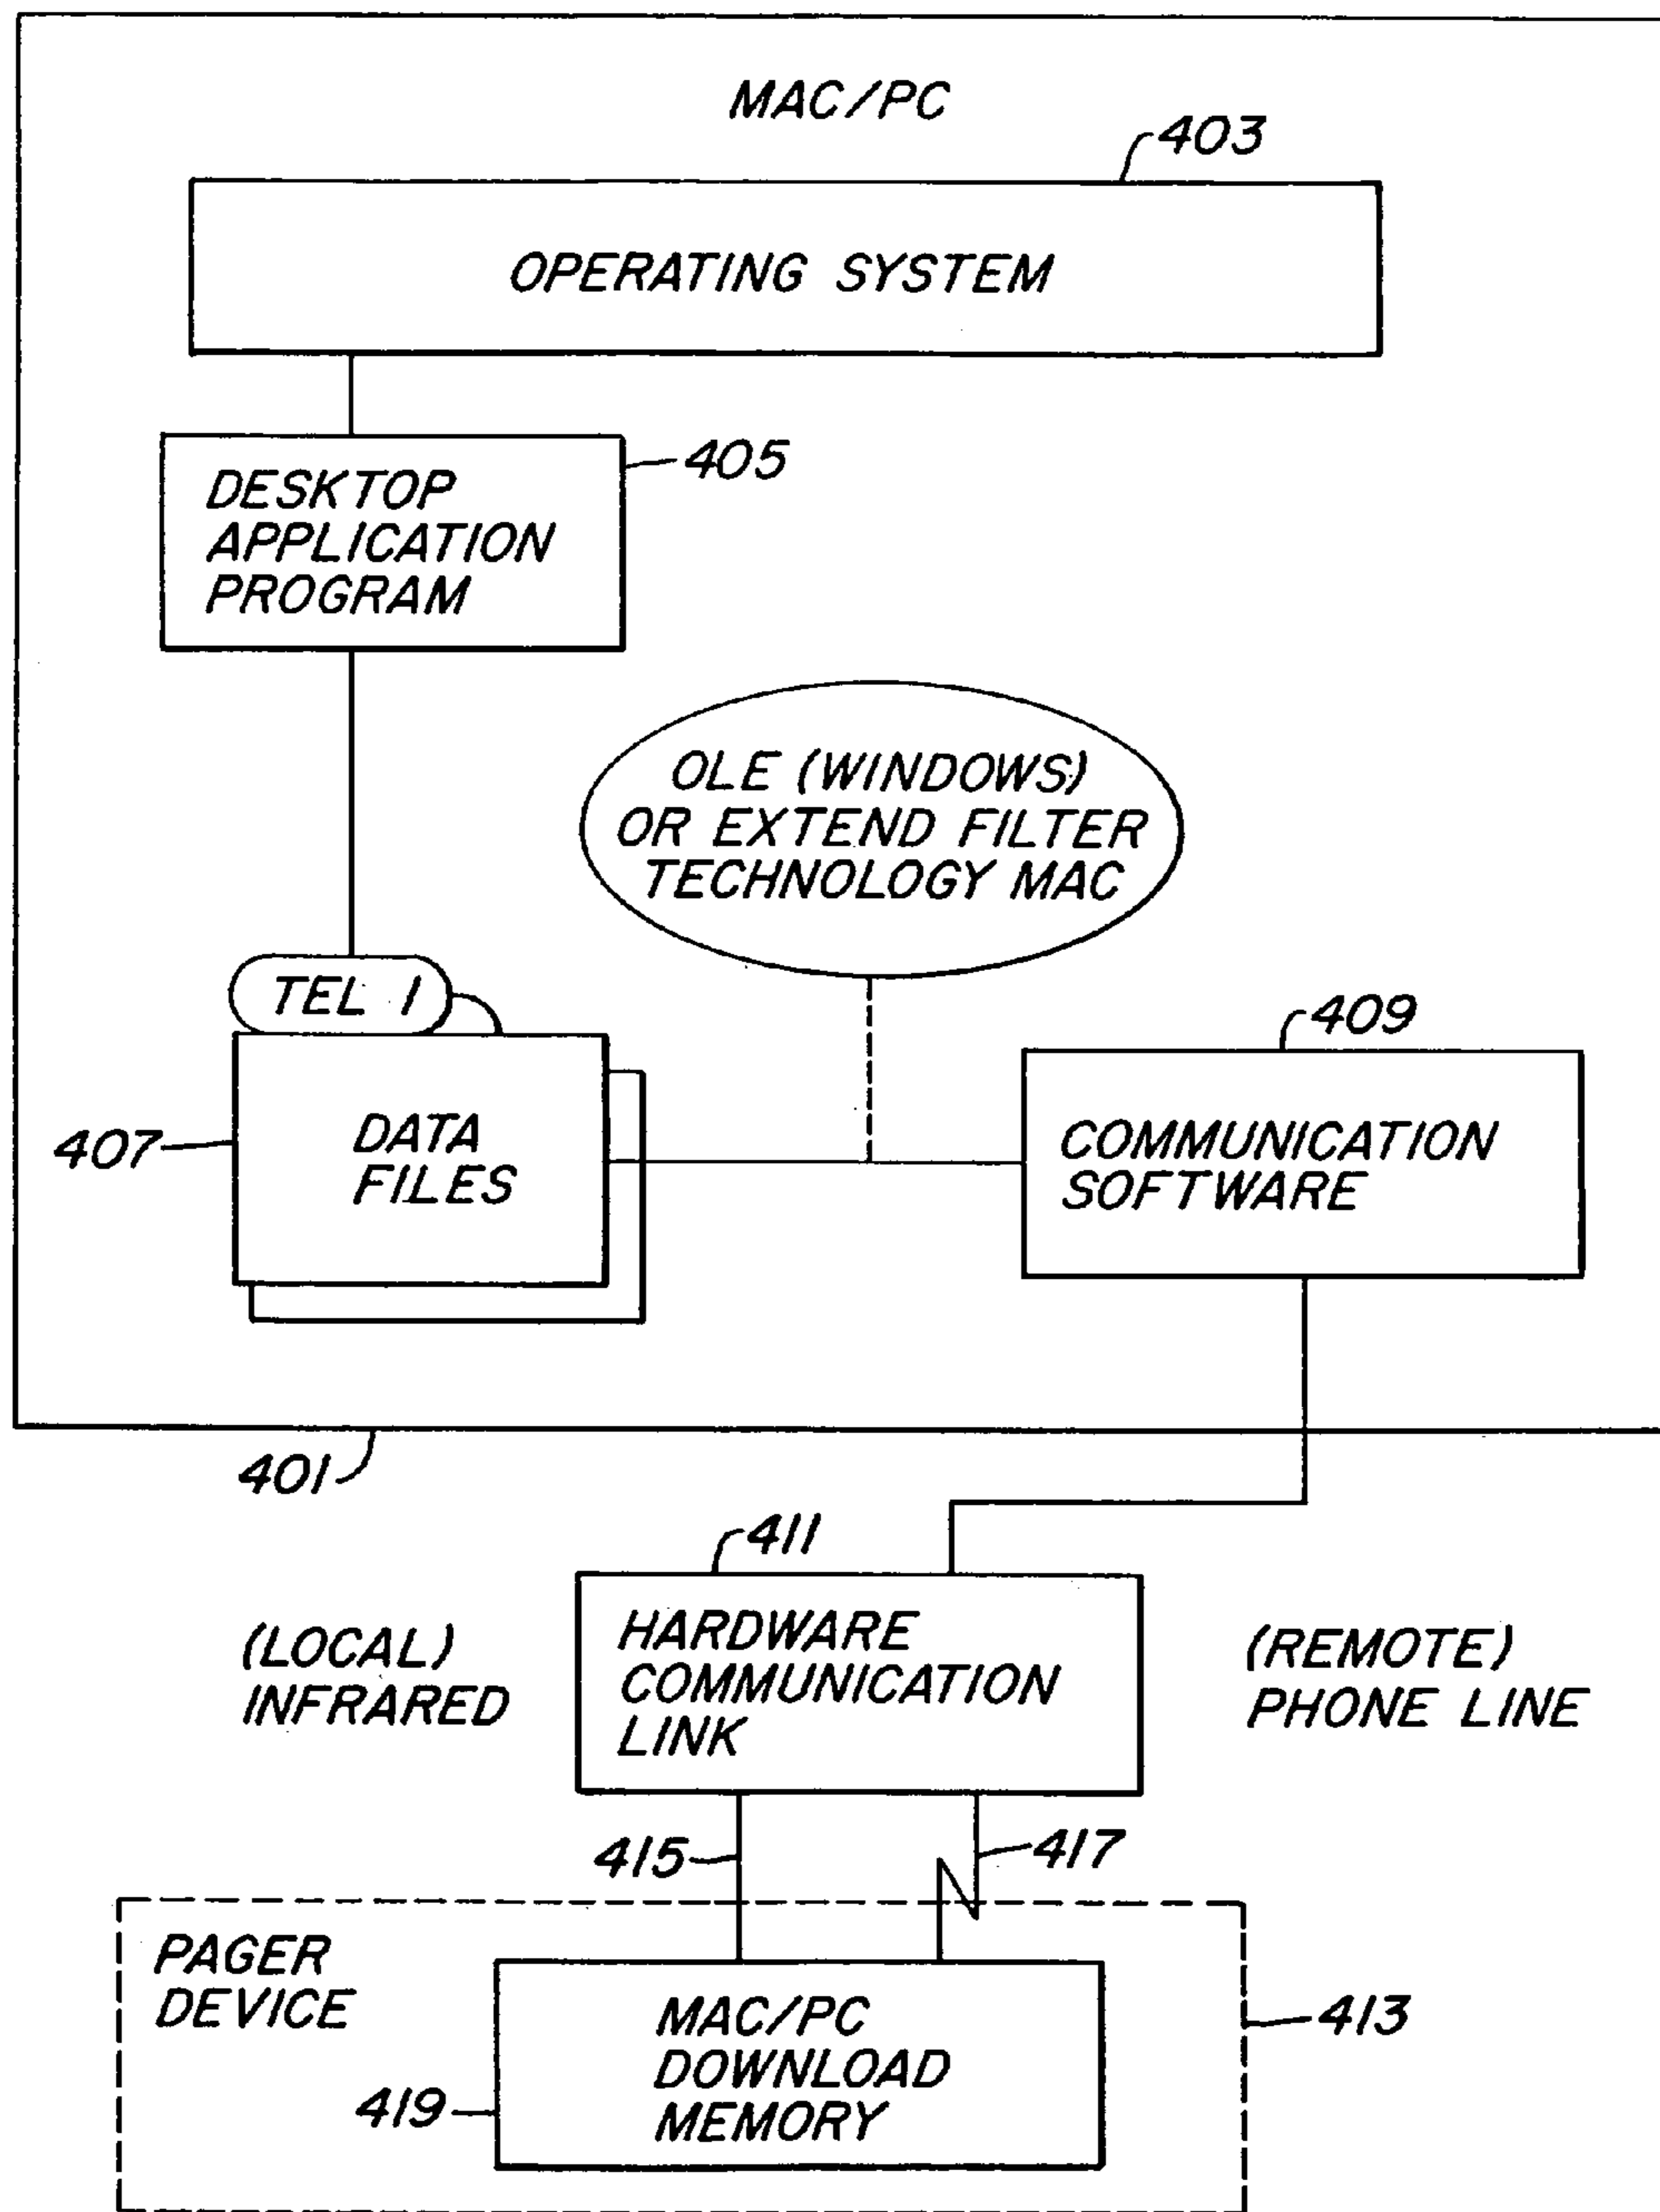 MAC/PC
403
OPERATING SYSTEM
405
DESKTOP
APPLICATION
PROGRAM
OLE (WINDOWS)
OR EXTEND FILTER
TECHNOLOGY MAC
TEL 1
409
407
DATA
FILES
COMMUNICATION
SOFTWARE
401
411
(LOCAL)
INFRARED
HARDWARE
COMMUNICATION
LINK
(REMOTE)
PHONE LINE
415
417
PAGER
DEVICE
413
MAC/PC
DOWNLOAD
MEMORY
419